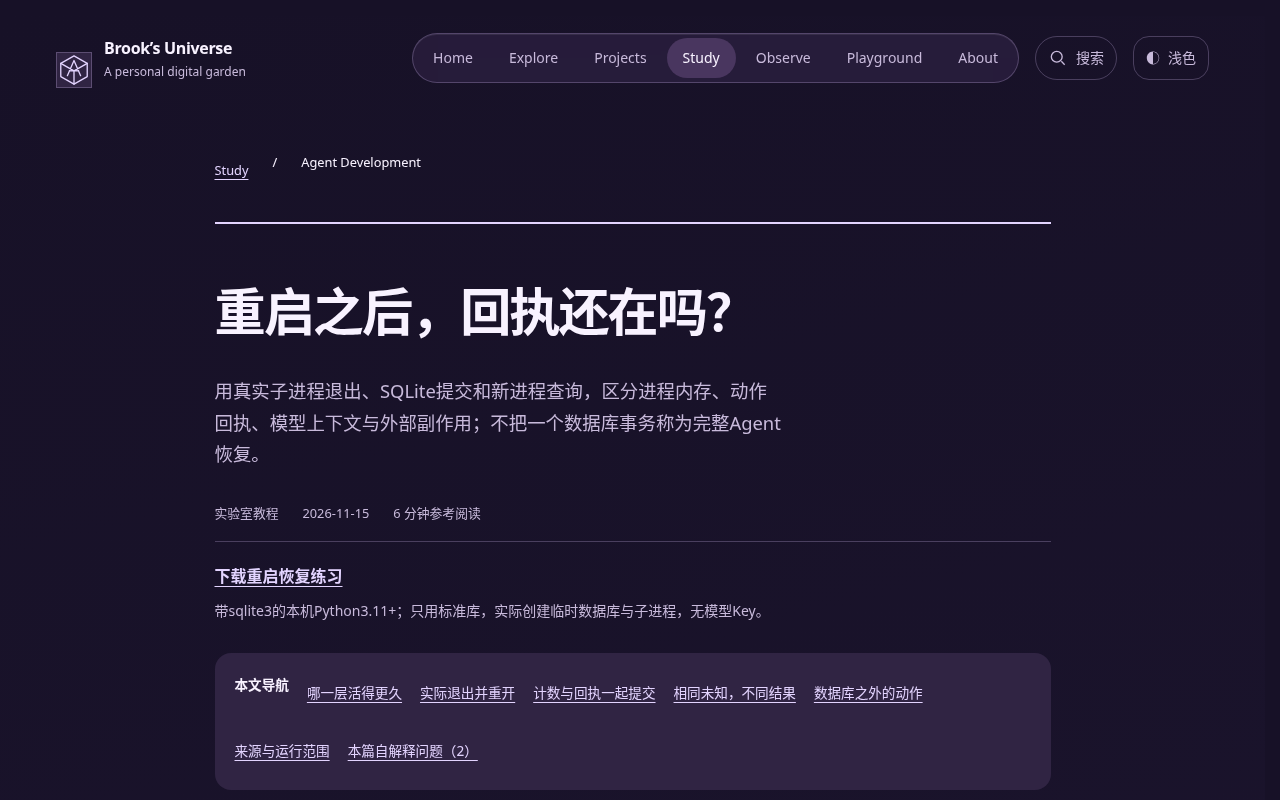 Brook’s Universe
A personal digital garden
Home Explore Projects Study Observe Playground About
搜索
浅色
Study / Agent Development
重启之后，回执还在吗？
用真实子进程退出、SQLite提交和新进程查询，区分进程内存、动作
回执、模型上下文与外部副作用；不把一个数据库事务称为完整Agent
恢复。
实验室教程 2026-11-15 6 分钟参考阅读
下载重启恢复练习
带sqlite3的本机Python3.11+；只用标准库，实际创建临时数据库与子进程，无模型Key。
本文导航 哪一层活得更久 实际退出并重开 计数与回执一起提交 相同未知，不同结果 数据库之外的动作
来源与运行范围 本篇自解释问题（2）